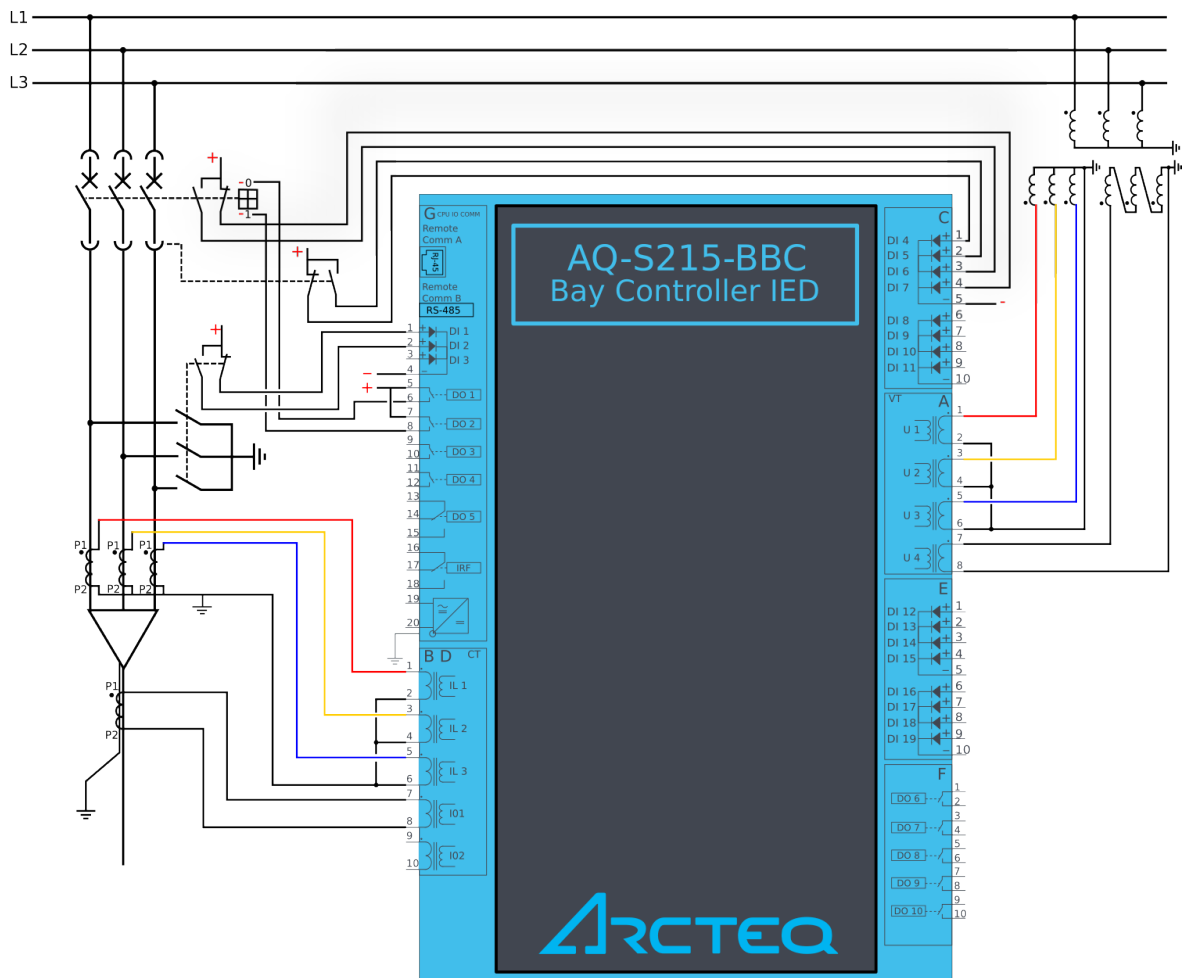 L1
L2
L3
+
-0
-1
+
+
G CPU IO COMM
Remote
Comm A
RJ-45
Remote
Comm B
RS-485
1 + DI 1
2 + DI 2
3 + DI 3
4 -
-
+
5
6 DO 1
7
8 DO 2
9
10 DO 3
11
12 DO 4
13
14 DO 5
15
16
17 IRF
18
19
20
B D CT
1
2 IL 1
3
4 IL 2
5
6 IL 3
7
8 I01
9
10 I02
P1 P1 P1
P2 P2 P2
P1
P2
AQ-S215-BBC
Bay Controller IED
ARCTEQ
C
DI 4 + 1
DI 5 + 2
DI 6 + 3
DI 7 + 4
- 5 -
DI 8 + 6
DI 9 + 7
DI 10 + 8
DI 11 + 9
- 10
VT A
1
U 1
2
3
U 2
4
5
U 3
6
7
U 4
8
E
DI 12 + 1
DI 13 + 2
DI 14 + 3
DI 15 + 4
- 5
DI 16 + 6
DI 17 + 7
DI 18 + 8
DI 19 + 9
- 10
F
1
DO 6 2
3
DO 7 4
5
DO 8 6
7
DO 9 8
9
DO 10 10